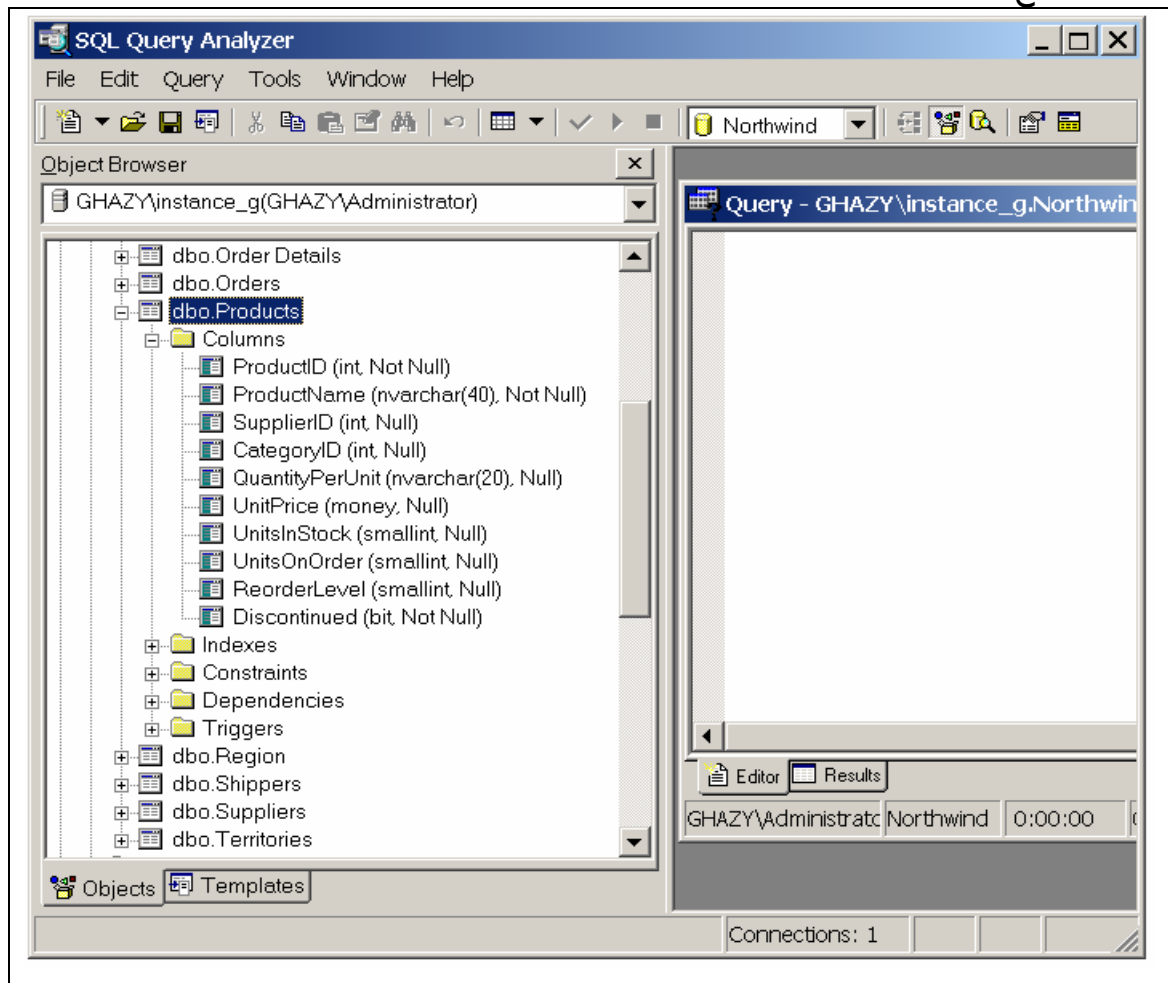 SQL Query Analyzer
File Edit Query Tools Window Help
Northwind
Object Browser
GHAZY\instance_g(GHAZY\Administrator)
dbo.Order Details
dbo.Orders
dbo.Products
Columns
ProductID (int, Not Null)
ProductName (nvarchar(40), Not Null)
SupplierID (int, Null)
CategoryID (int, Null)
QuantityPerUnit (nvarchar(20), Null)
UnitPrice (money, Null)
UnitsInStock (smallint, Null)
UnitsOnOrder (smallint, Null)
ReorderLevel (smallint, Null)
Discontinued (bit, Not Null)
Indexes
Constraints
Dependencies
Triggers
dbo.Region
dbo.Shippers
dbo.Suppliers
dbo.Territories
Objects Templates
Query - GHAZY\instance_g.Northwin
Editor Results
GHAZY\Administratc Northwind 0:00:00
Connections: 1